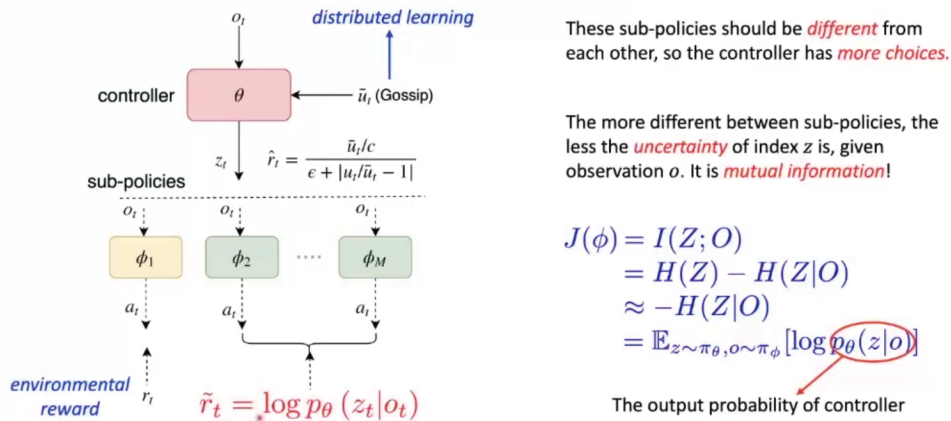 oₜ
distributed learning
controller
θ
ūₜ (Gossip)
zₜ
r̂ₜ = (ūₜ/c) / (ϵ + |uₜ/ūₜ − 1|)
sub-policies
oₜ oₜ oₜ
ϕ₁ ϕ₂ .... ϕ_M
aₜ aₜ aₜ
environmental
reward
rₜ
r̃ₜ = log p_θ (zₜ|oₜ)
These sub-policies should be different from
each other, so the controller has more choices.
The more different between sub-policies, the
less the uncertainty of index z is, given
observation o. It is mutual information!
J(ϕ) = I(Z; O)
= H(Z) − H(Z|O)
≈ −H(Z|O)
= 𝔼_{z∼π_θ, o∼π_ϕ} [log p_θ(z|o)]
The output probability of controller